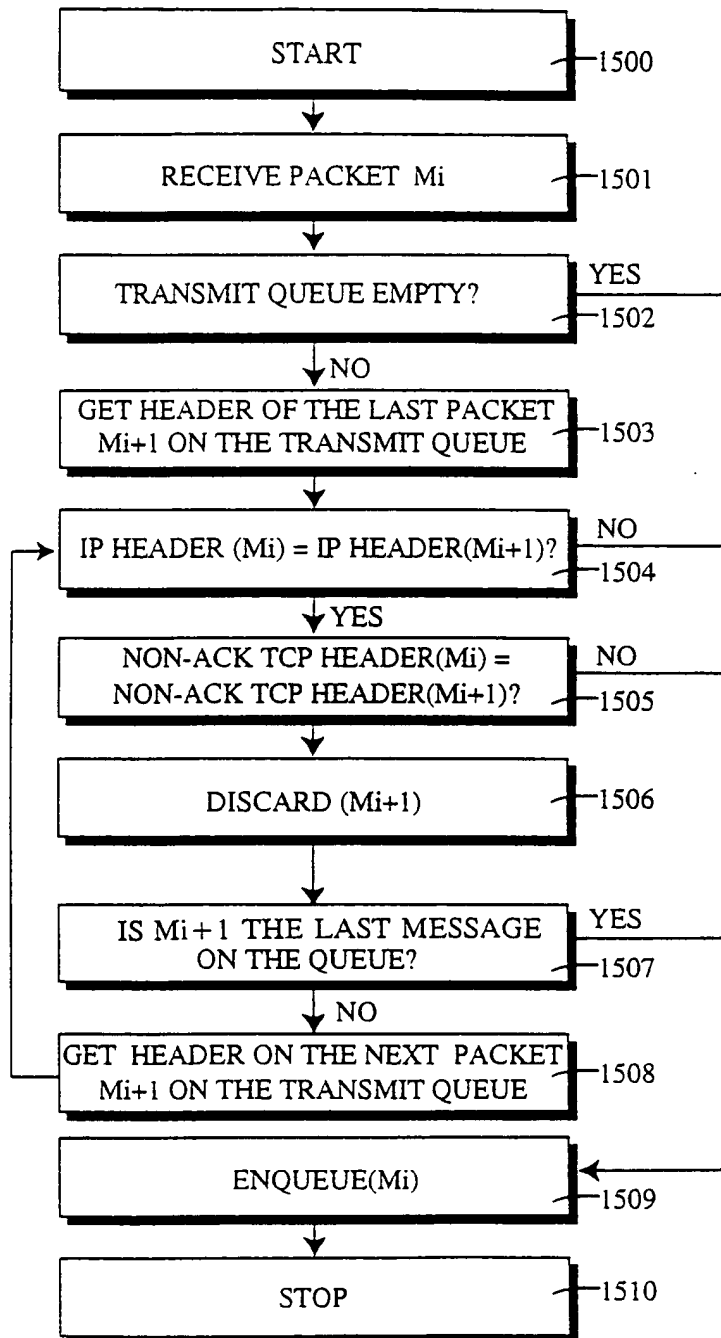 START
1500
RECEIVE PACKET Mi
1501
TRANSMIT QUEUE EMPTY?
YES
1502
NO
GET HEADER OF THE LAST PACKET
Mi+1 ON THE TRANSMIT QUEUE
1503
IP HEADER (Mi) = IP HEADER(Mi+1)?
NO
1504
YES
NON-ACK TCP HEADER(Mi) =
NON-ACK TCP HEADER(Mi+1)?
NO
1505
DISCARD (Mi+1)
1506
IS Mi+1 THE LAST MESSAGE
ON THE QUEUE?
YES
1507
NO
GET HEADER ON THE NEXT PACKET
Mi+1 ON THE TRANSMIT QUEUE
1508
ENQUEUE(Mi)
1509
STOP
1510